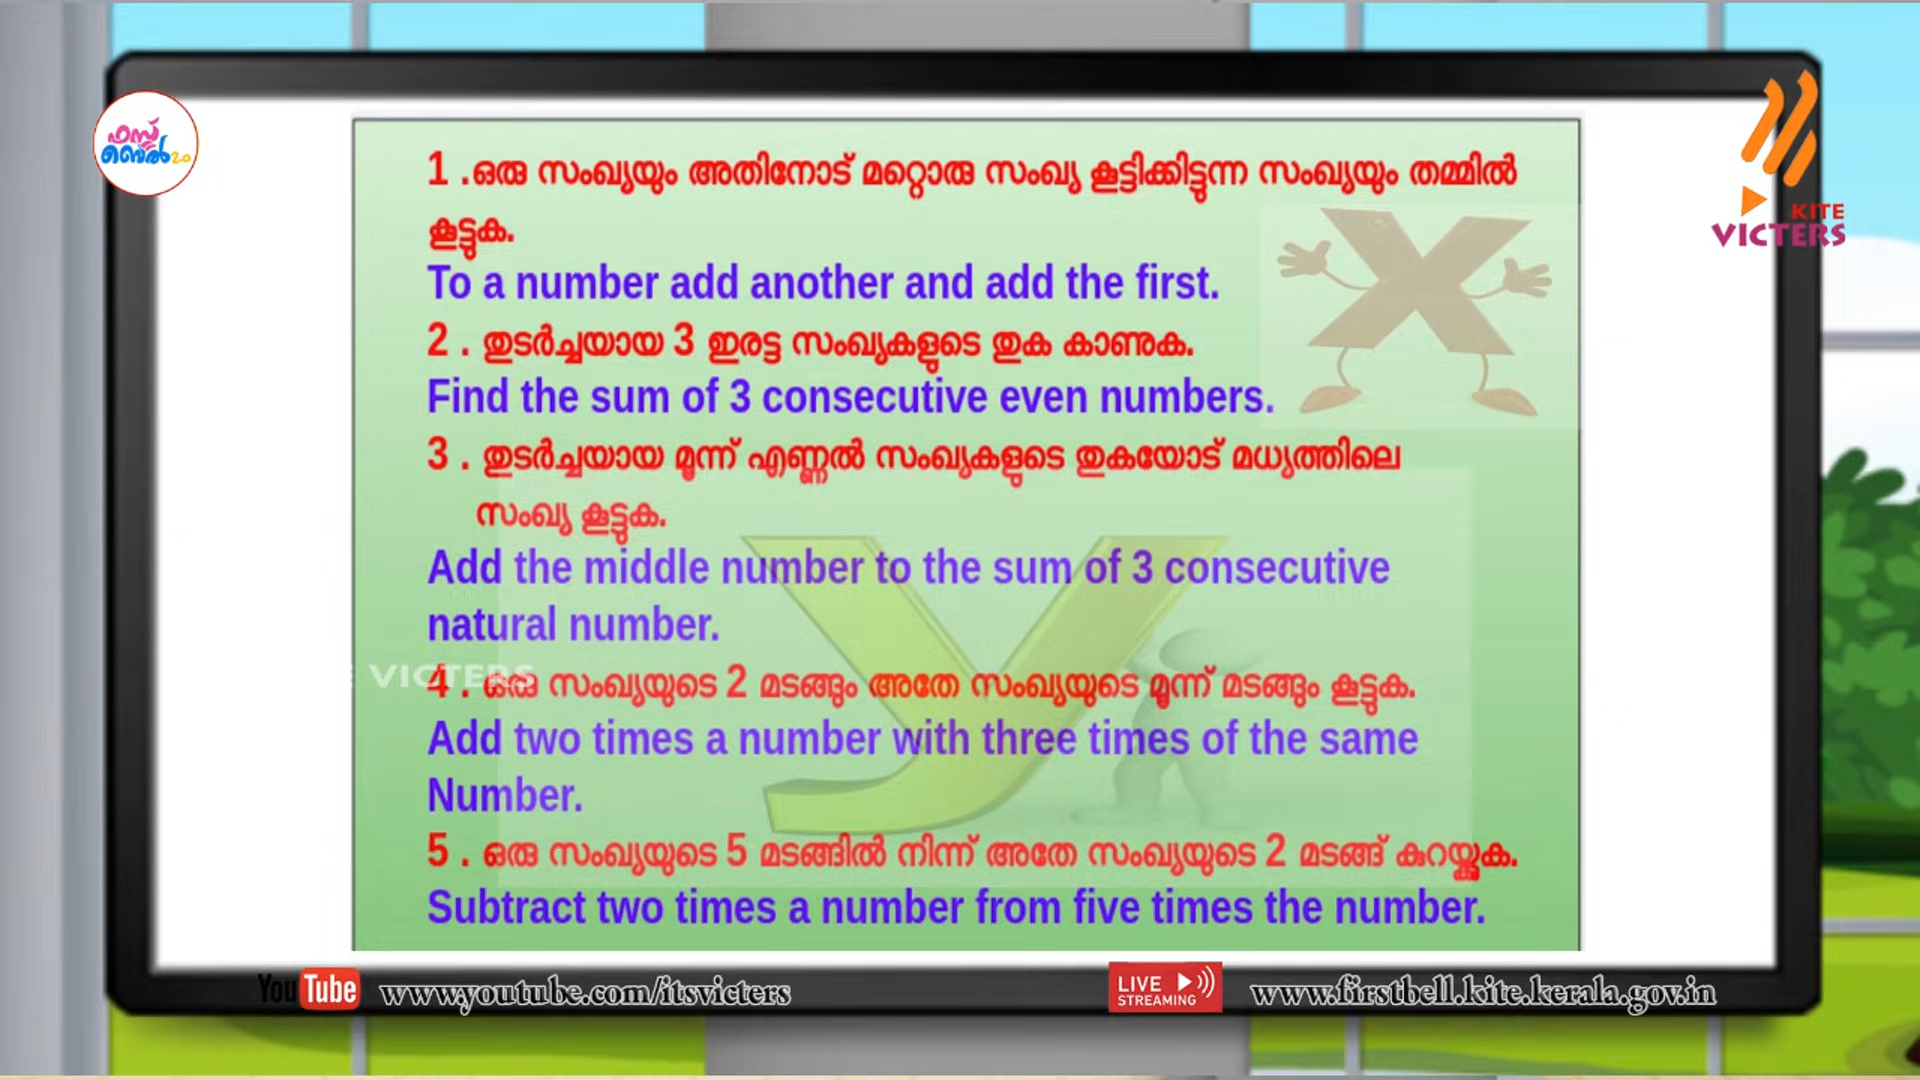 ഫസ്റ്റ്
ബെൽ 2.0
KITE
VICTERS
1 .ഒരു സംഖ്യയും അതിനോട് മറ്റൊരു സംഖ്യ കൂട്ടിക്കിട്ടുന്ന സംഖ്യയും തമ്മിൽ
കൂട്ടുക.
To a number add another and add the first.
2 . തുടർച്ചയായ 3 ഇരട്ട സംഖ്യകളുടെ തുക കാണുക.
Find the sum of 3 consecutive even numbers.
3 . തുടർച്ചയായ മൂന്ന് എണ്ണൽ സംഖ്യകളുടെ തുകയോട് മധ്യത്തിലെ
സംഖ്യ കൂട്ടുക.
Add the middle number to the sum of 3 consecutive
natural number.
E VICTERS
4 . ഒരു സംഖ്യയുടെ 2 മടങ്ങും അതേ സംഖ്യയുടെ മൂന്ന് മടങ്ങും കൂട്ടുക.
Add two times a number with three times of the same
Number.
5 . ഒരു സംഖ്യയുടെ 5 മടങ്ങിൽ നിന്ന് അതേ സംഖ്യയുടെ 2 മടങ്ങ് കുറയ്ക്കുക.
Subtract two times a number from five times the number.
YouTube www.youtube.com/itsvicters
LIVE
STREAMING
www.firstbell.kite.kerala.gov.in